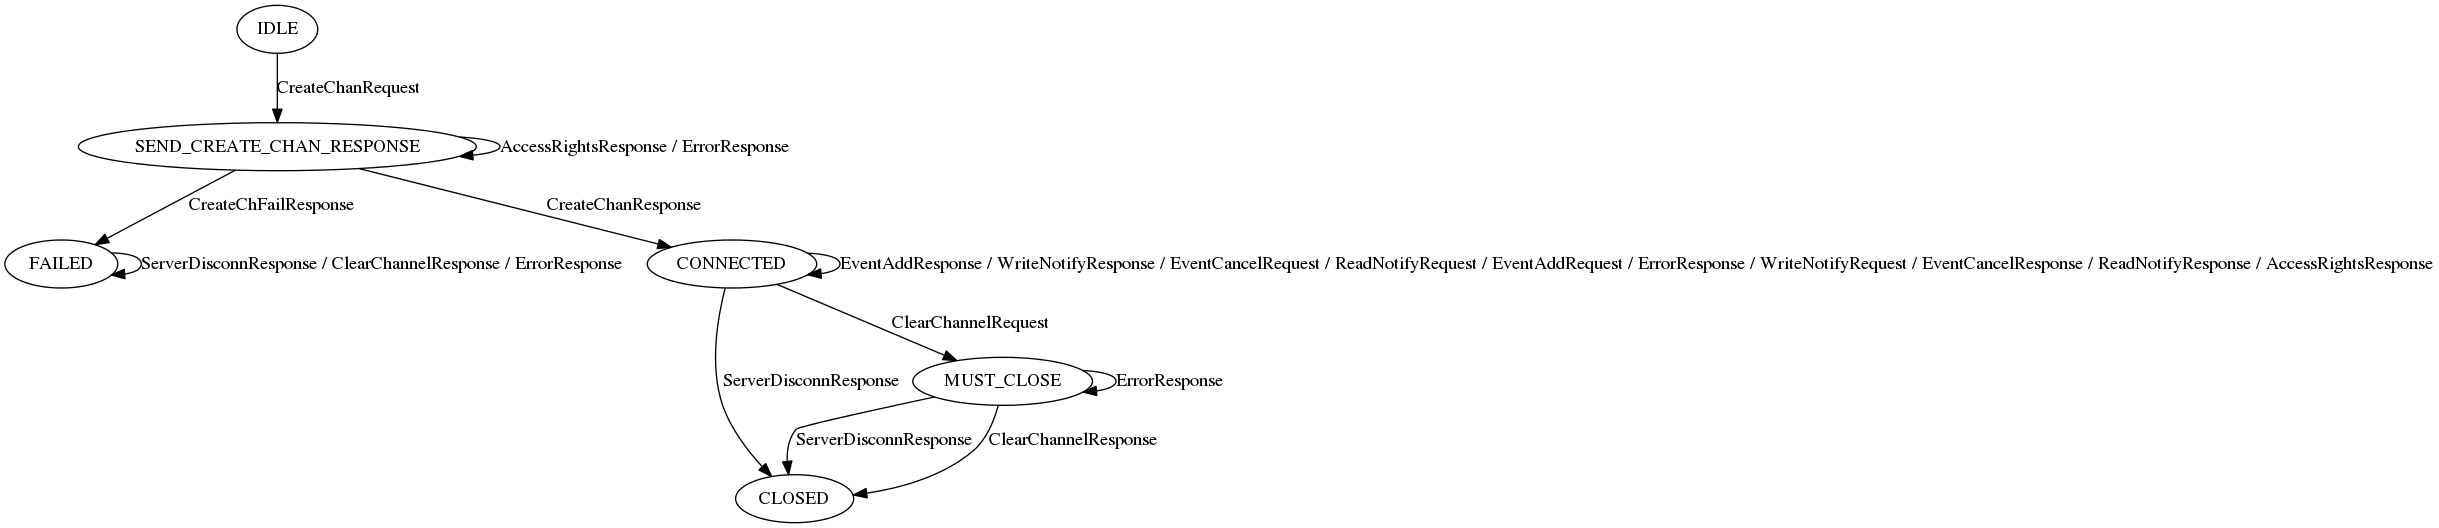 IDLE
CreateChanRequest
SEND_CREATE_CHAN_RESPONSE
AccessRightsResponse / ErrorResponse
CreateChFailResponse
CreateChanResponse
FAILED
ServerDisconnResponse / ClearChannelResponse / ErrorResponse
CONNECTED
EventAddResponse / WriteNotifyResponse / EventCancelRequest / ReadNotifyRequest / EventAddRequest / ErrorResponse / WriteNotifyRequest / EventCancelResponse / ReadNotifyResponse / AccessRightsResponse
ClearChannelRequest
ServerDisconnResponse
MUST_CLOSE
ErrorResponse
ServerDisconnResponse
ClearChannelResponse
CLOSED